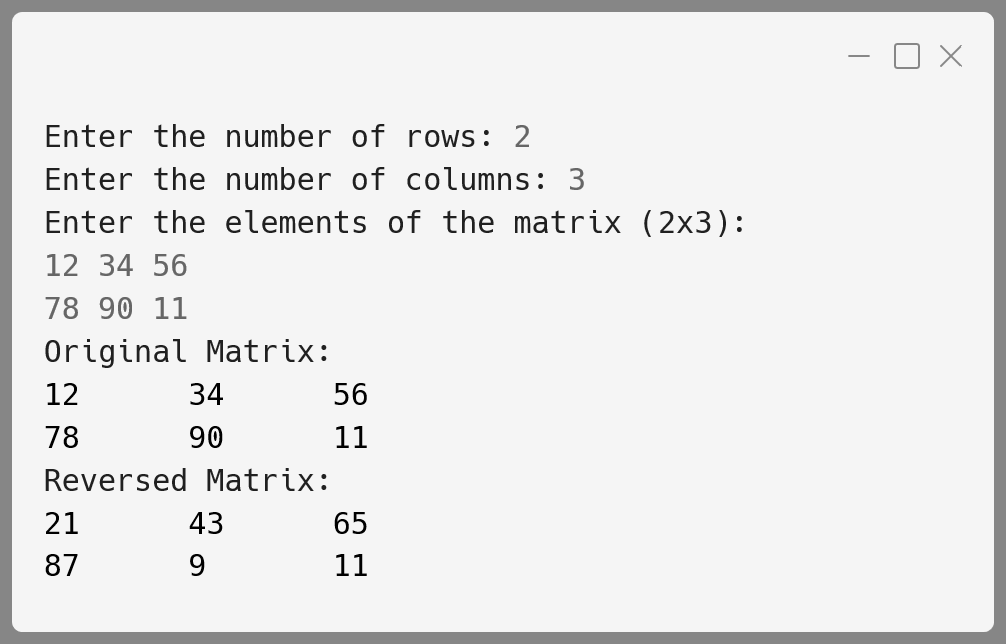 Enter the number of rows: 2
Enter the number of columns: 3
Enter the elements of the matrix (2x3):
12 34 56
78 90 11
Original Matrix:
12      34      56
78      90      11
Reversed Matrix:
21      43      65
87      9       11